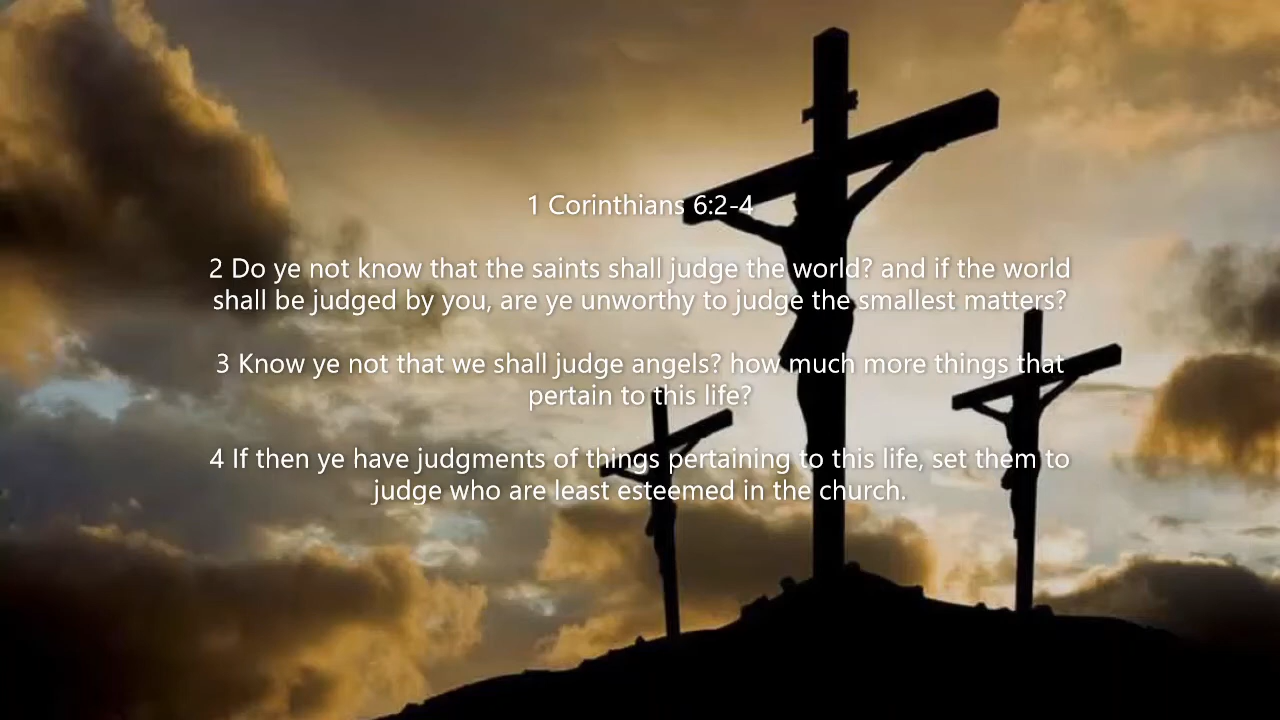 1 Corinthians 6:2-4
2 Do ye not know that the saints shall judge the world? and if the world
shall be judged by you, are ye unworthy to judge the smallest matters?
3 Know ye not that we shall judge angels? how much more things that
pertain to this life?
4 If then ye have judgments of things pertaining to this life, set them to
judge who are least esteemed in the church.